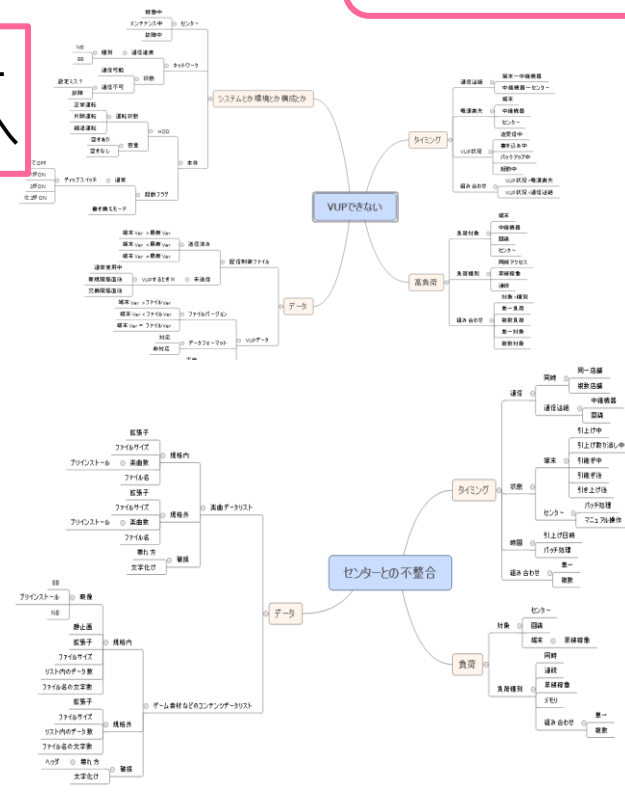 稼働中
メンテナンス中
故障中
センター
NB
BB
種別
通信速度
通信可能
設定ミス
故障
通信不可
状態
ネットワーク
正常運転
片肺運転
縮退運転
運転状態
空きあり
空きなし
容量
HDD
OFF
ON
2がON
ON
ディップスイッチ
通常
書き換えモード
起動フラグ
本体
システムとか環境とか構成とか
端末Ver >最新Ver
端末Ver <最新Ver
端末Ver =最新Ver
返信済み
通常使用中
新規開局直後
交換開局直後
VUPするとき
未返信
配信制御ファイル
端末Ver >ファイルVer
端末Ver <ファイルVer
端末Ver = ファイルVer
ファイルバージョン
対応
非対応
データフォーマット
VUPデータ
データ
VUPできない
タイミング
通信途絶
端末ー中継機器
中継機器ーセンター
電源喪失
端末
中継機器
センター
VUP状況
送受信中
書き込み中
バックアップ中
起動中
組み合わせ
VUP状況×電源喪失
VUP状況×通信途絶
高負荷
負荷対象
端末
中継機器
回線
センター
負荷種別
同時アクセス
業績稼働
連続
組み合わせ
対象×種別
単一負荷
複数負荷
単一対象
複数対象
センターとの不整合
タイミング
通信
同時
同一店舗
複数店舗
通信途絶
中継機器
回線
状態
端末
引上げ中
引上げ取り消し中
引継ぎ中
引継ぎ後
引き上げ後
センター
バッチ処理
マニュアル操作
時間
引上げ日時
バッチ処理
組み合わせ
単一
複数
負荷
対象
センター
回線
端末
業績稼働
負荷種別
同時
連続
業績稼働
メモリ
組み合わせ
単一
複数
データ
楽曲データリスト
規格内
拡張子
ファイルサイズ
プリインストール
楽曲数
ファイル名
規格外
拡張子
ファイルサイズ
プリインストール
楽曲数
ファイル名
破損
壊れ方
文字化け
ゲーム素材などのコンテンツデータリスト
規格内
BB
プリインストール
NB
映像
静止画
拡張子
ファイルサイズ
リスト内のデータ数
ファイル名の文字数
規格外
拡張子
ファイルサイズ
リスト内のデータ数
ファイル名の文字数
破損
ヘッダ
壊れ方
文字化け